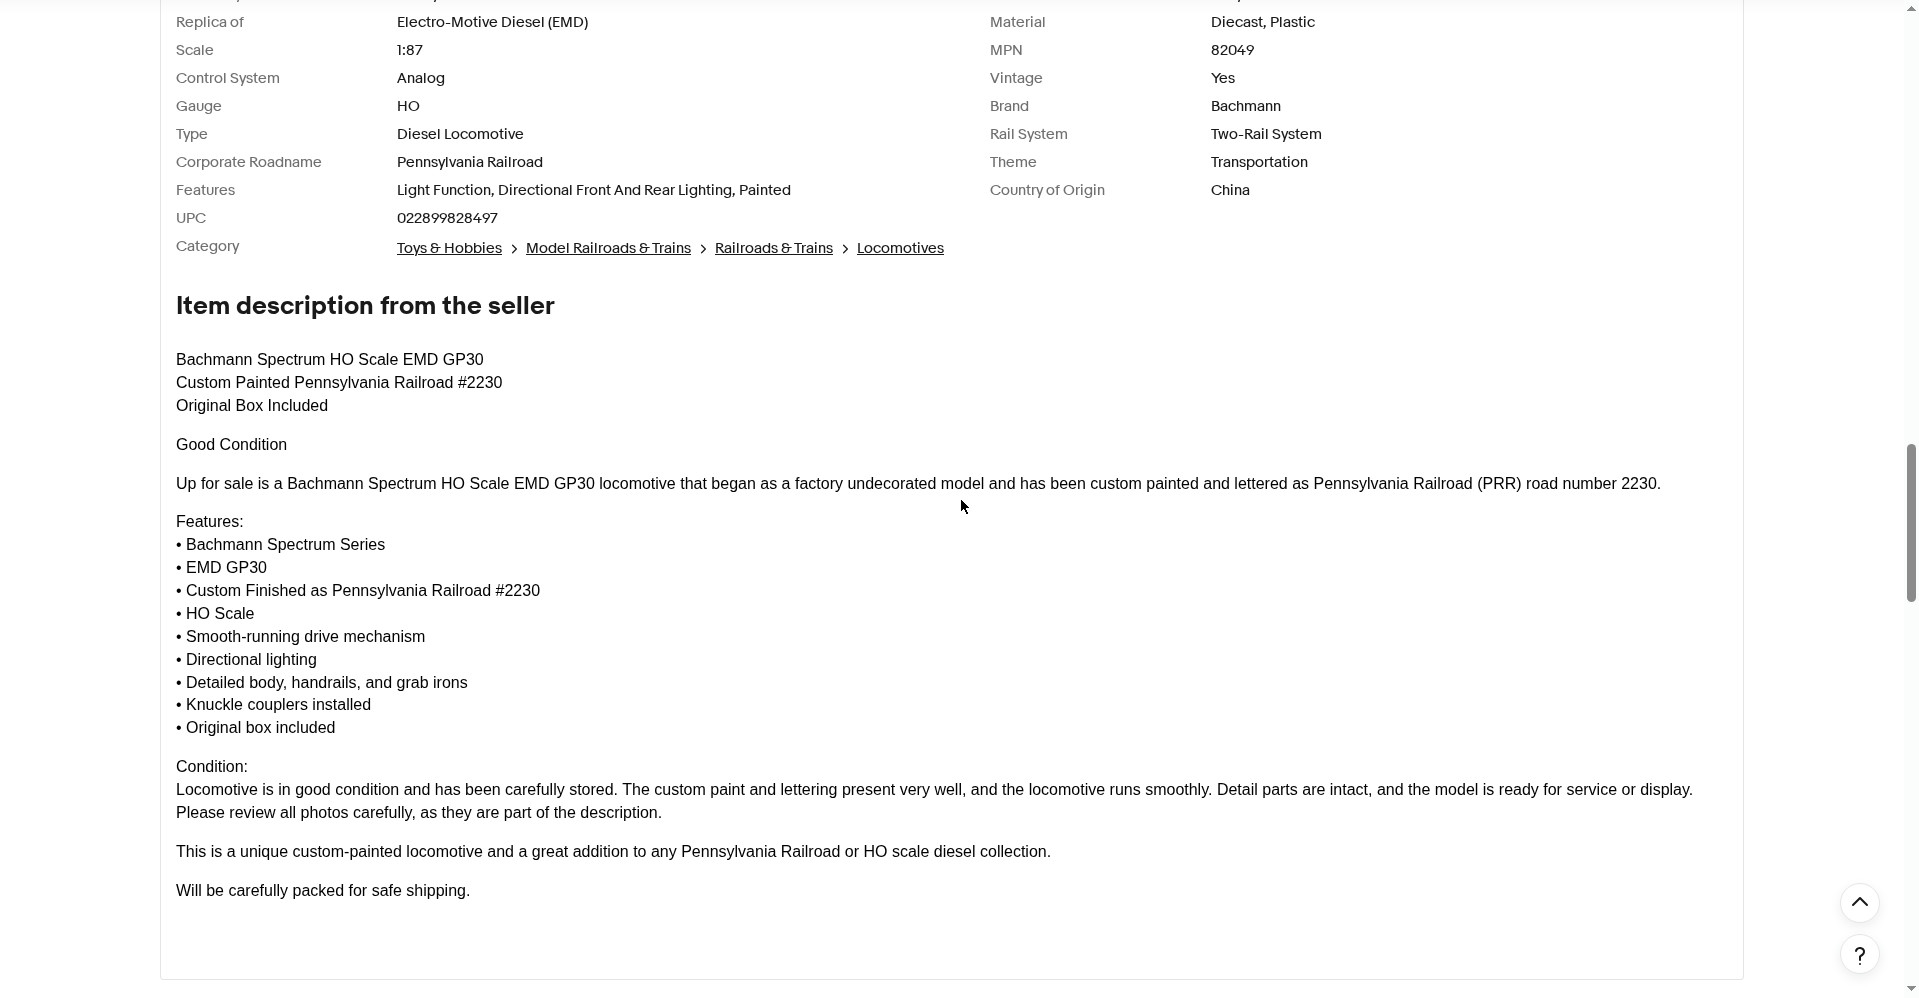 Replica of Electro-Motive Diesel (EMD) Material Diecast, Plastic
Scale 1:87 MPN 82049
Control System Analog Vintage Yes
Gauge HO Brand Bachmann
Type Diesel Locomotive Rail System Two-Rail System
Corporate Roadname Pennsylvania Railroad Theme Transportation
Features Light Function, Directional Front And Rear Lighting, Painted Country of Origin China
UPC 022899828497
Category Toys & Hobbies > Model Railroads & Trains > Railroads & Trains > Locomotives
Item description from the seller
Bachmann Spectrum HO Scale EMD GP30
Custom Painted Pennsylvania Railroad #2230
Original Box Included
Good Condition
Up for sale is a Bachmann Spectrum HO Scale EMD GP30 locomotive that began as a factory undecorated model and has been custom painted and lettered as Pennsylvania Railroad (PRR) road number 2230.
Features:
• Bachmann Spectrum Series
• EMD GP30
• Custom Finished as Pennsylvania Railroad #2230
• HO Scale
• Smooth-running drive mechanism
• Directional lighting
• Detailed body, handrails, and grab irons
• Knuckle couplers installed
• Original box included
Condition:
Locomotive is in good condition and has been carefully stored. The custom paint and lettering present very well, and the locomotive runs smoothly. Detail parts are intact, and the model is ready for service or display.
Please review all photos carefully, as they are part of the description.
This is a unique custom-painted locomotive and a great addition to any Pennsylvania Railroad or HO scale diesel collection.
Will be carefully packed for safe shipping.
?